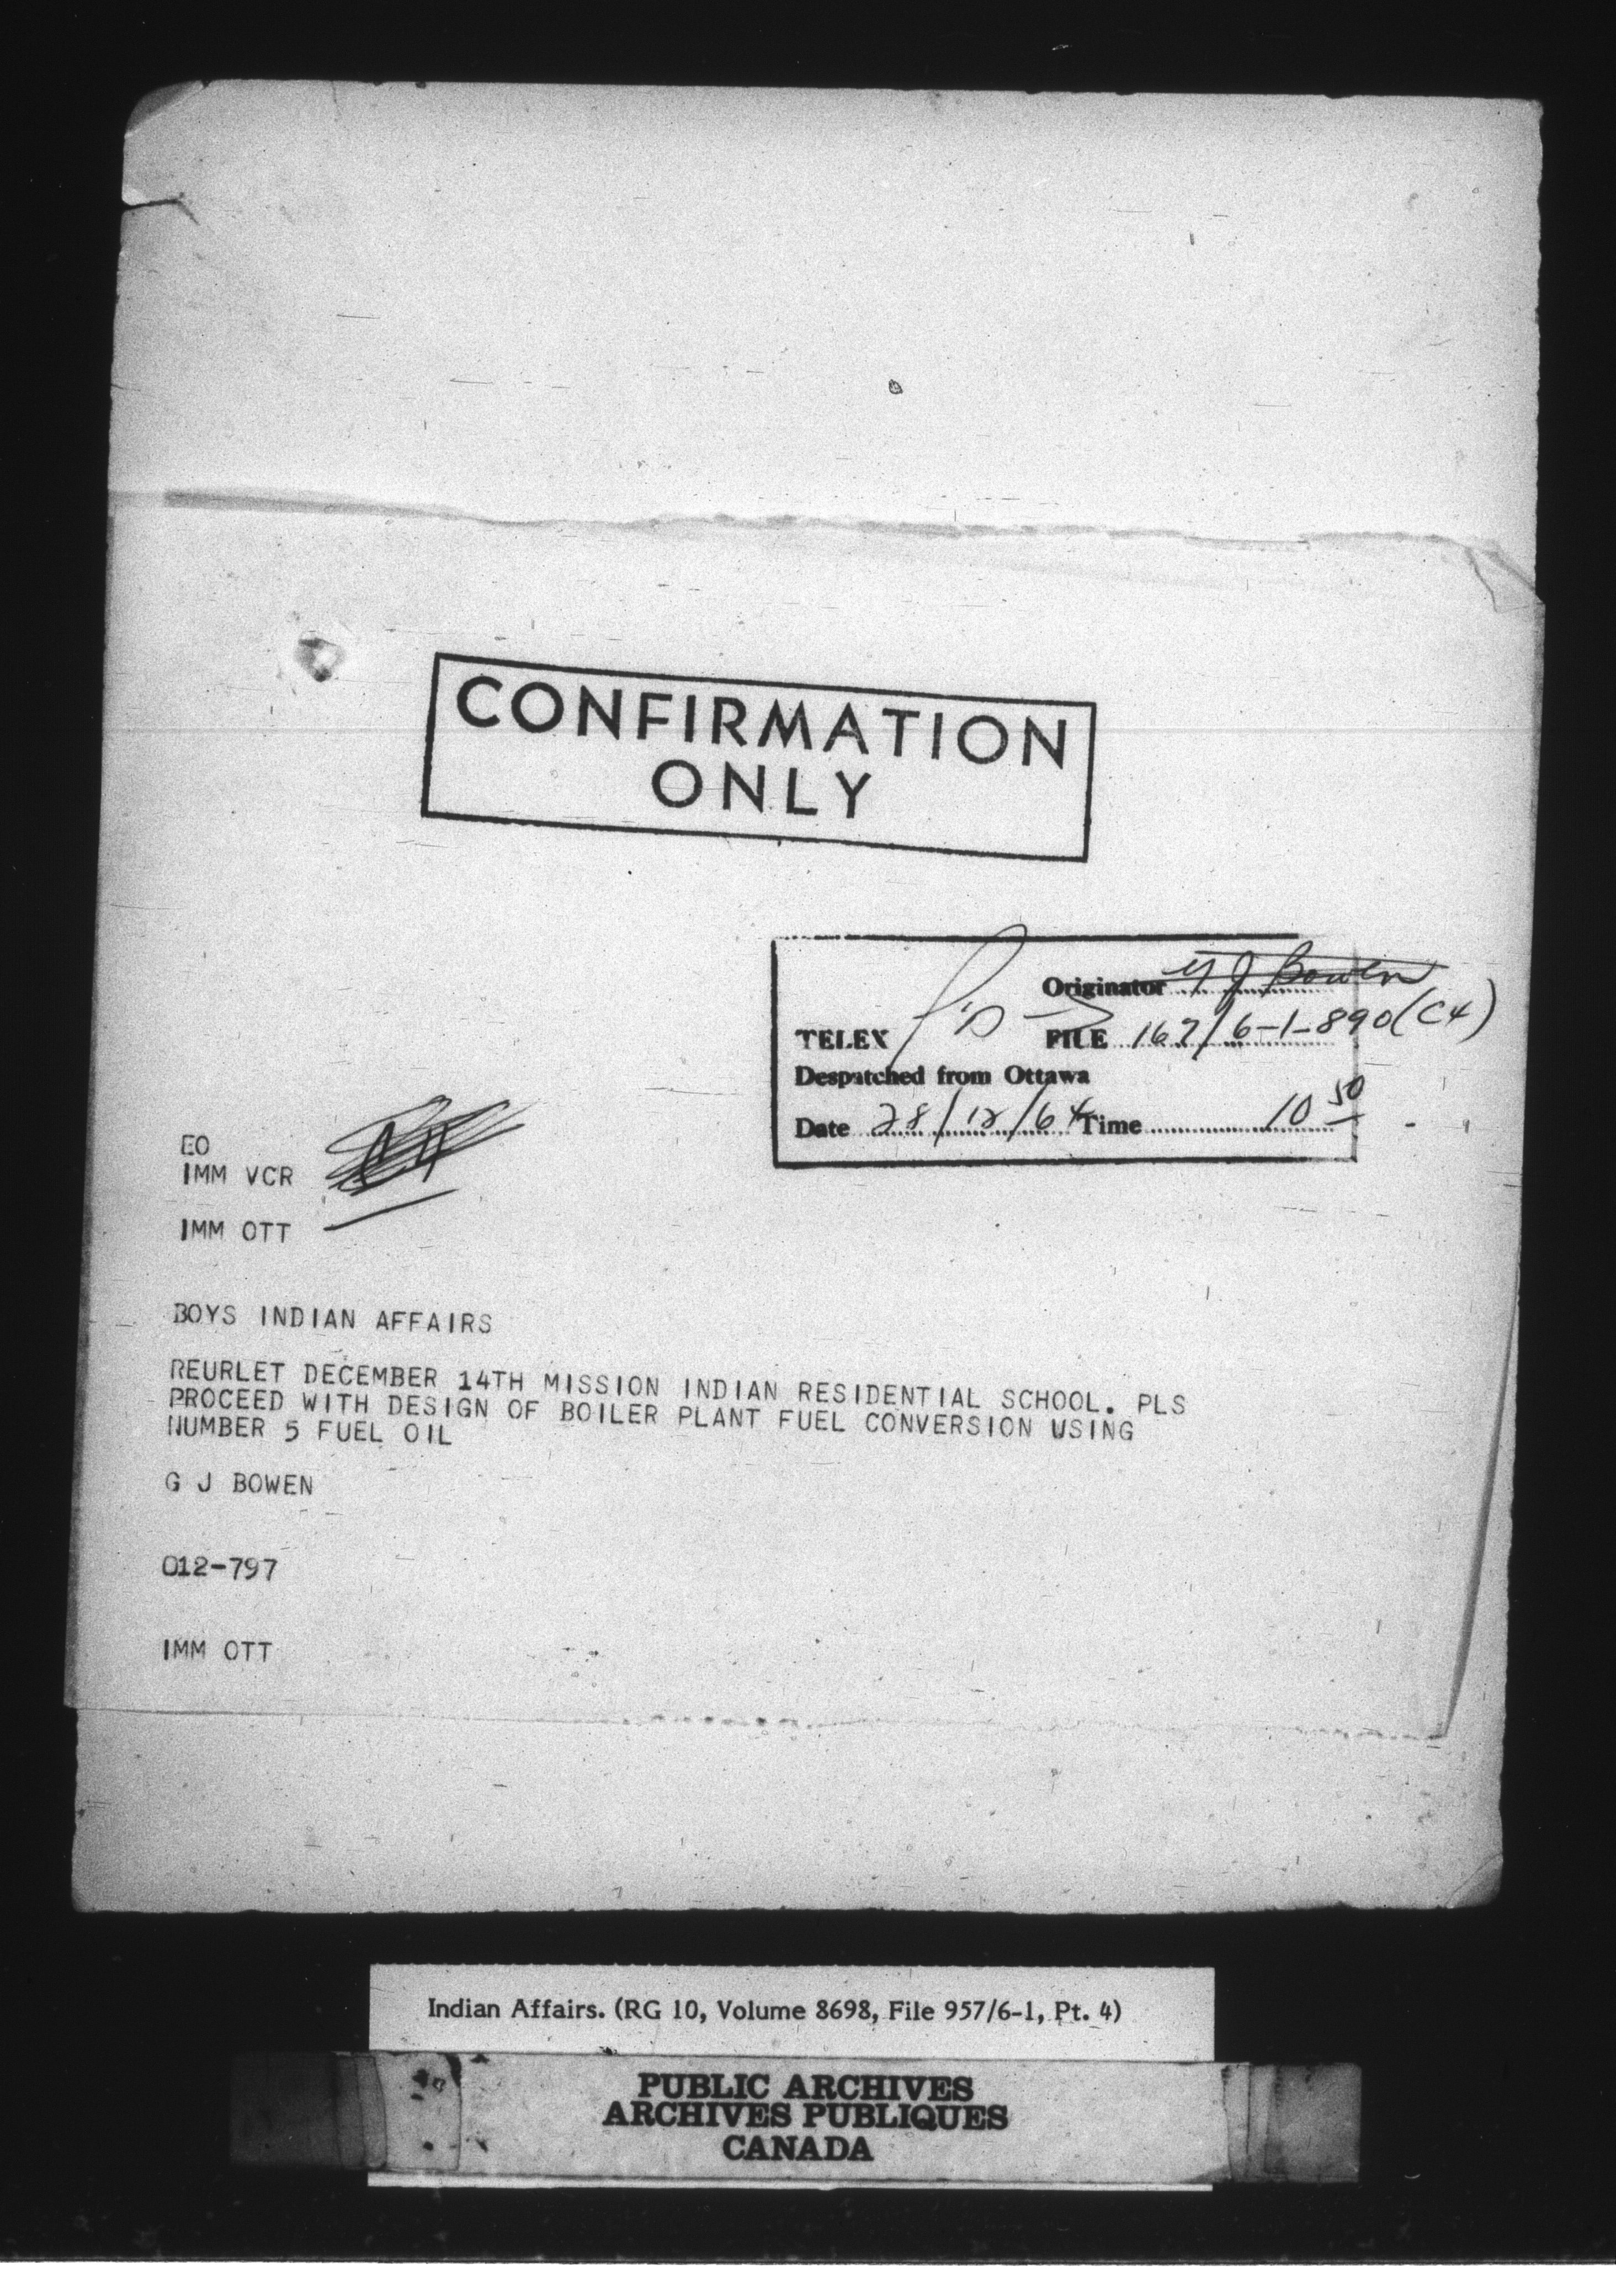 CONFIRMATION
ONLY
Originator G J Bowen
TELEX FILE 167/6-1-890 (C4)
Despatched from Ottawa
Date 28/12/64 Time 10 50
EO
IMM VCR
IMM OTT
BOYS INDIAN AFFAIRS
REURLET DECEMBER 14TH MISSION INDIAN RESIDENTIAL SCHOOL. PLS
PROCEED WITH DESIGN OF BOILER PLANT FUEL CONVERSION USING
NUMBER 5 FUEL OIL
G J BOWEN
012-797
IMM OTT
Indian Affairs. (RG 10, Volume 8698, File 957/6-1, Pt. 4)
PUBLIC ARCHIVES
ARCHIVES PUBLIQUES
CANADA